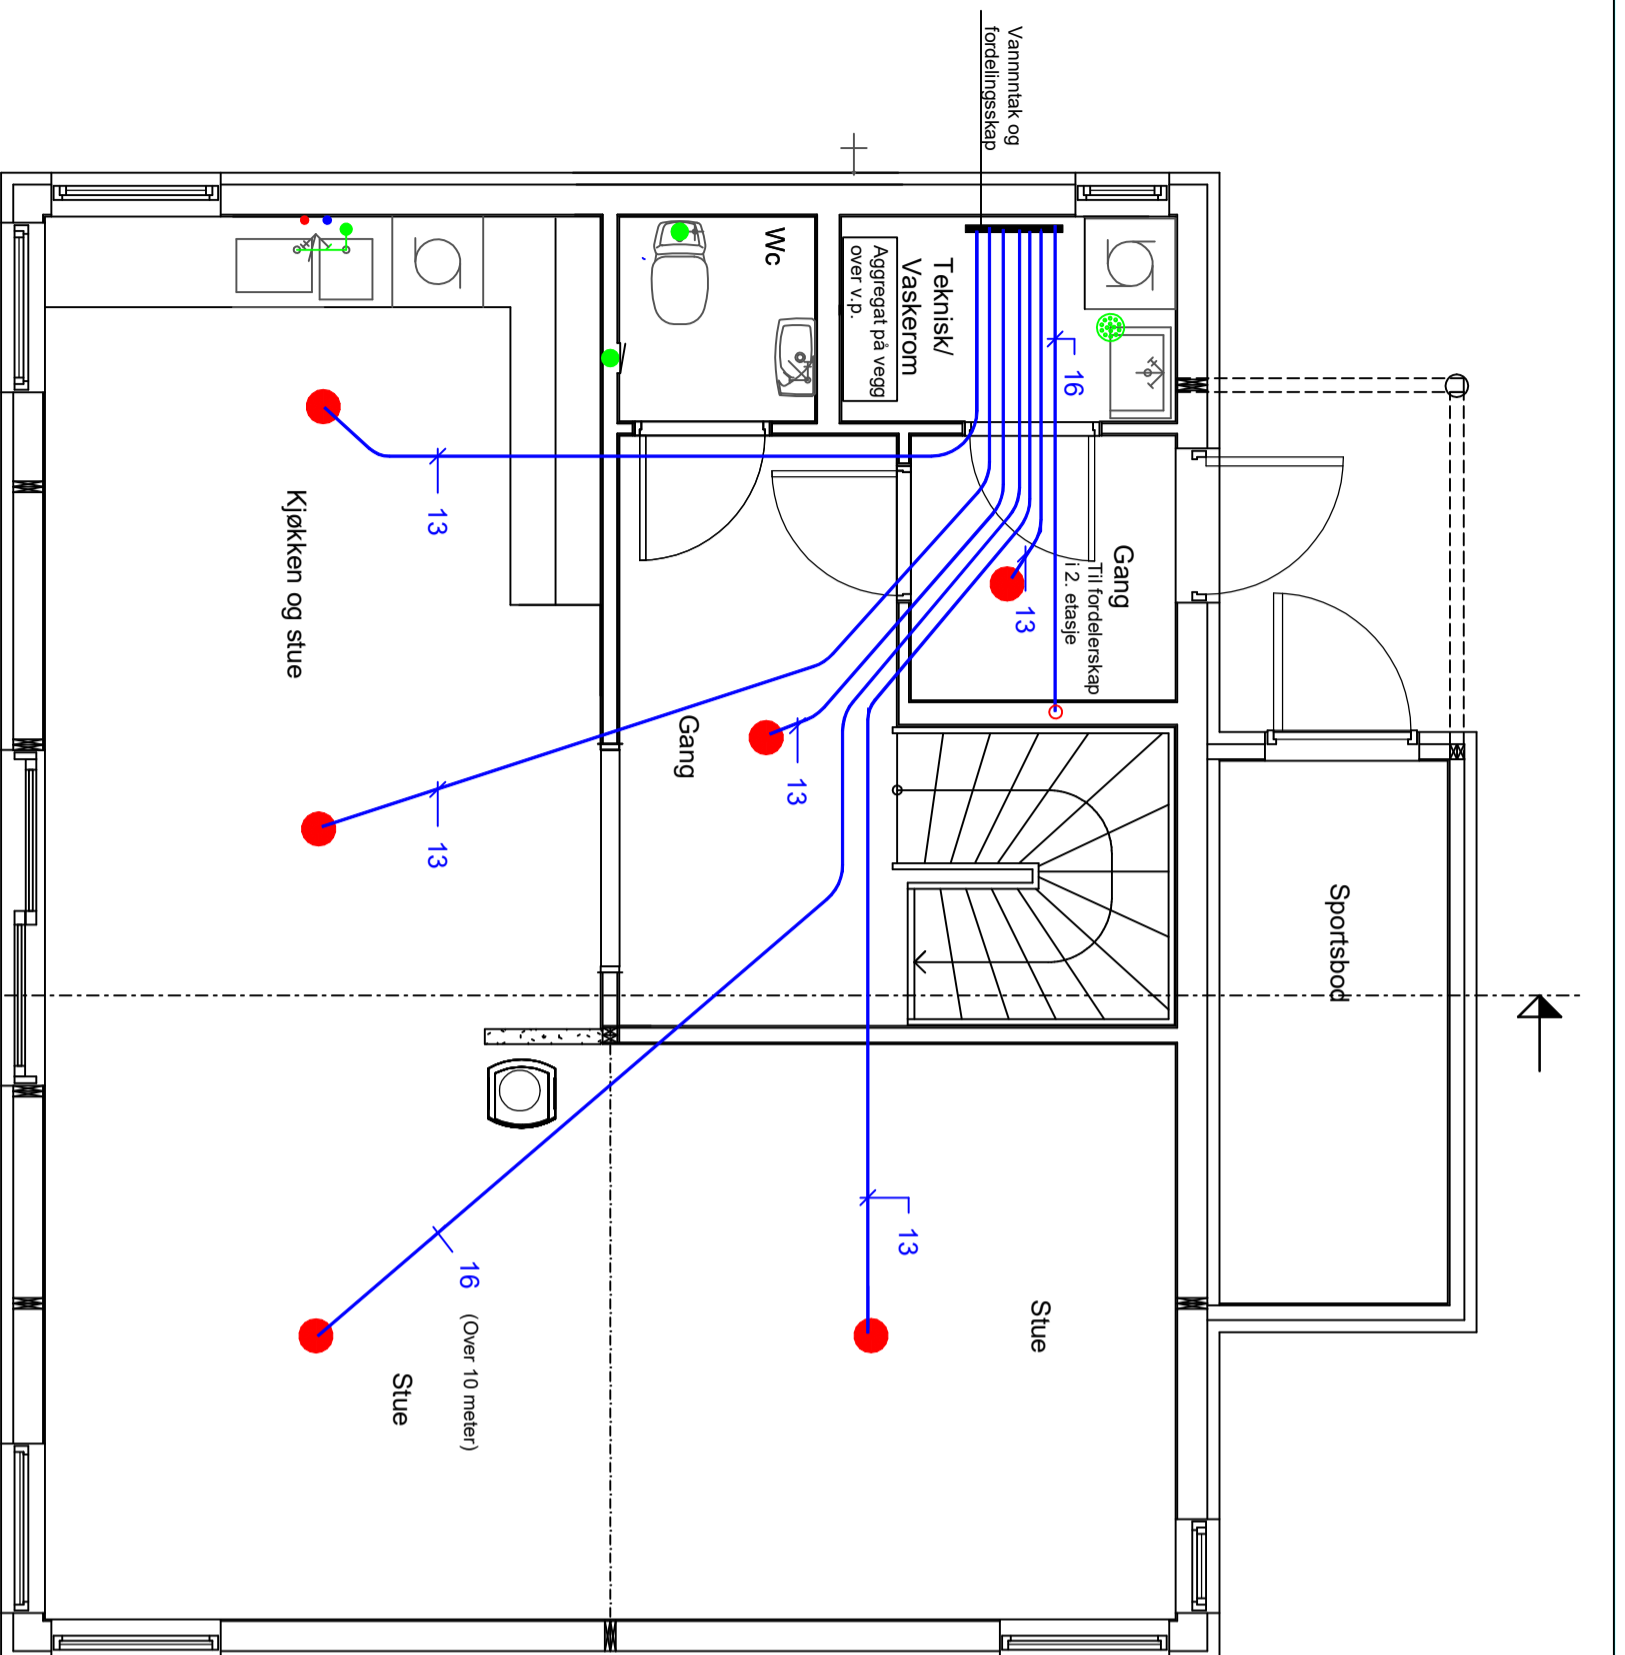 Vannnntak og
fordelingsskap
Wc
Teknisk/
Vaskerom
Aggregat på vegg
over v.p.
16
Kjøkken og stue
13
Gang
Til fordelerskap
i 2. etasje
13
Gang
13
13
Sportsbod
13
16
(Over 10 meter)
Stue
Stue